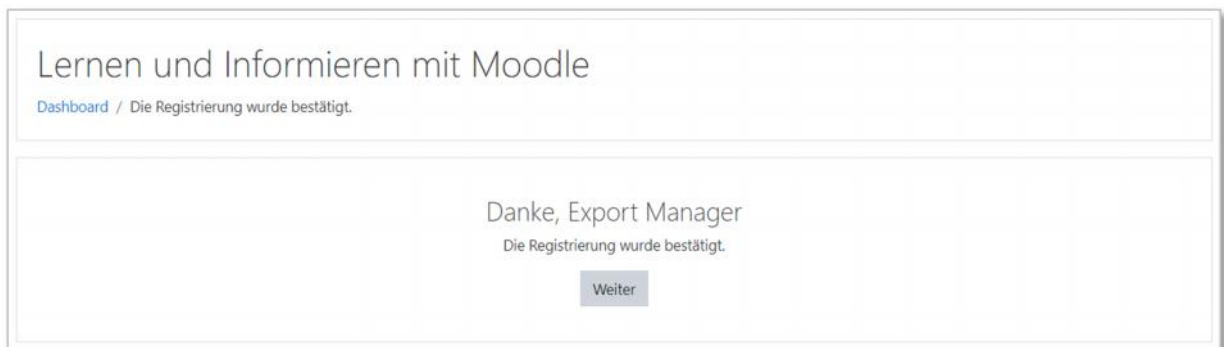 Lernen und Informieren mit Moodle
Dashboard / Die Registrierung wurde bestätigt.
Danke, Export Manager
Die Registrierung wurde bestätigt.
Weiter